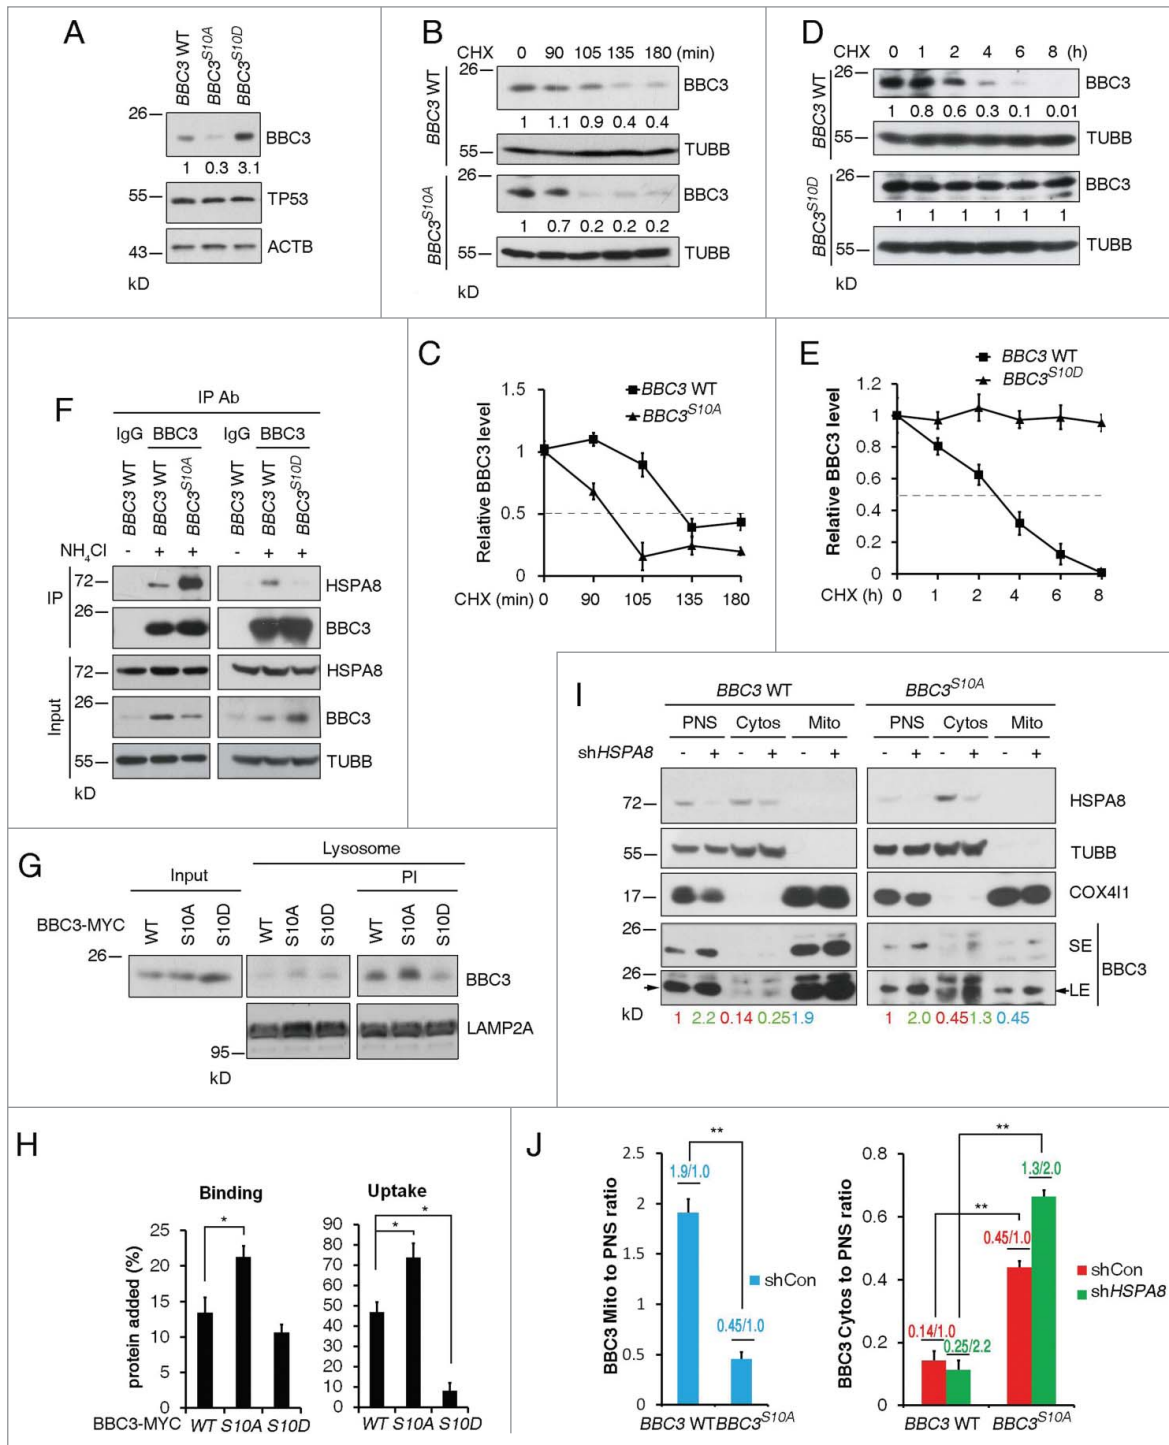 A
BBC3 WT
BBC3S10A
BBC3S10D
26
BBC3
1 0.3 3.1
55
TP53
43
ACTB
kD
B
CHX 0 90 105 135 180 (min)
BBC3 WT
26
BBC3
1 1.1 0.9 0.4 0.4
55
TUBB
BBC3S10A
26
BBC3
1 0.7 0.2 0.2 0.2
55
TUBB
kD
D
CHX 0 1 2 4 6 8 (h)
BBC3 WT
26
BBC3
1 0.8 0.6 0.3 0.1 0.01
55
TUBB
BBC3S10D
26
BBC3
1 1 1 1 1 1
55
TUBB
kD
F
IP Ab
IgG BBC3 IgG BBC3
BBC3 WT
BBC3 WT
BBC3S10A
BBC3 WT
BBC3 WT
BBC3S10D
NH4Cl - + + - + +
IP
72
HSPA8
26
BBC3
Input
72
HSPA8
26
BBC3
55
TUBB
kD
C
BBC3 WT
BBC3S10A
Relative BBC3 level
1.5
1
0.5
0
CHX (min) 0 90 105 135 180
E
BBC3 WT
BBC3S10D
Relative BBC3 level
1.2
1
0.8
0.6
0.4
0.2
0
CHX (h) 0 1 2 4 6 8
G
Lysosome
Input PI
BBC3-MYC WT S10A S10D WT S10A S10D WT S10A S10D
26
BBC3
LAMP2A
95
kD
I
BBC3 WT BBC3S10A
PNS Cytos Mito PNS Cytos Mito
shHSPA8 - + - + - + - + - + - +
72
HSPA8
55
TUBB
17
COX4I1
26
SE
26
LE
BBC3
kD 1 2.2 0.14 0.25 1.9 1 2.0 0.45 1.3 0.45
H
Binding
protein added (%)
25
20
15
10
5
0
*
BBC3-MYC WT S10A S10D
Uptake
90
80
70
60
50
40
30
20
10
0
*
*
WT S10A S10D
J
BBC3 Mito to PNS ratio
2.5
2
1.5
1
0.5
0
**
1.9/1.0
0.45/1.0
shCon
BBC3 WT BBC3S10A
BBC3 Cytos to PNS ratio
0.8
0.6
0.4
0.2
0
**
**
1.3/2.0
0.45/1.0
0.14/1.0
0.25/2.2
shCon
shHSPA8
BBC3 WT BBC3S10A